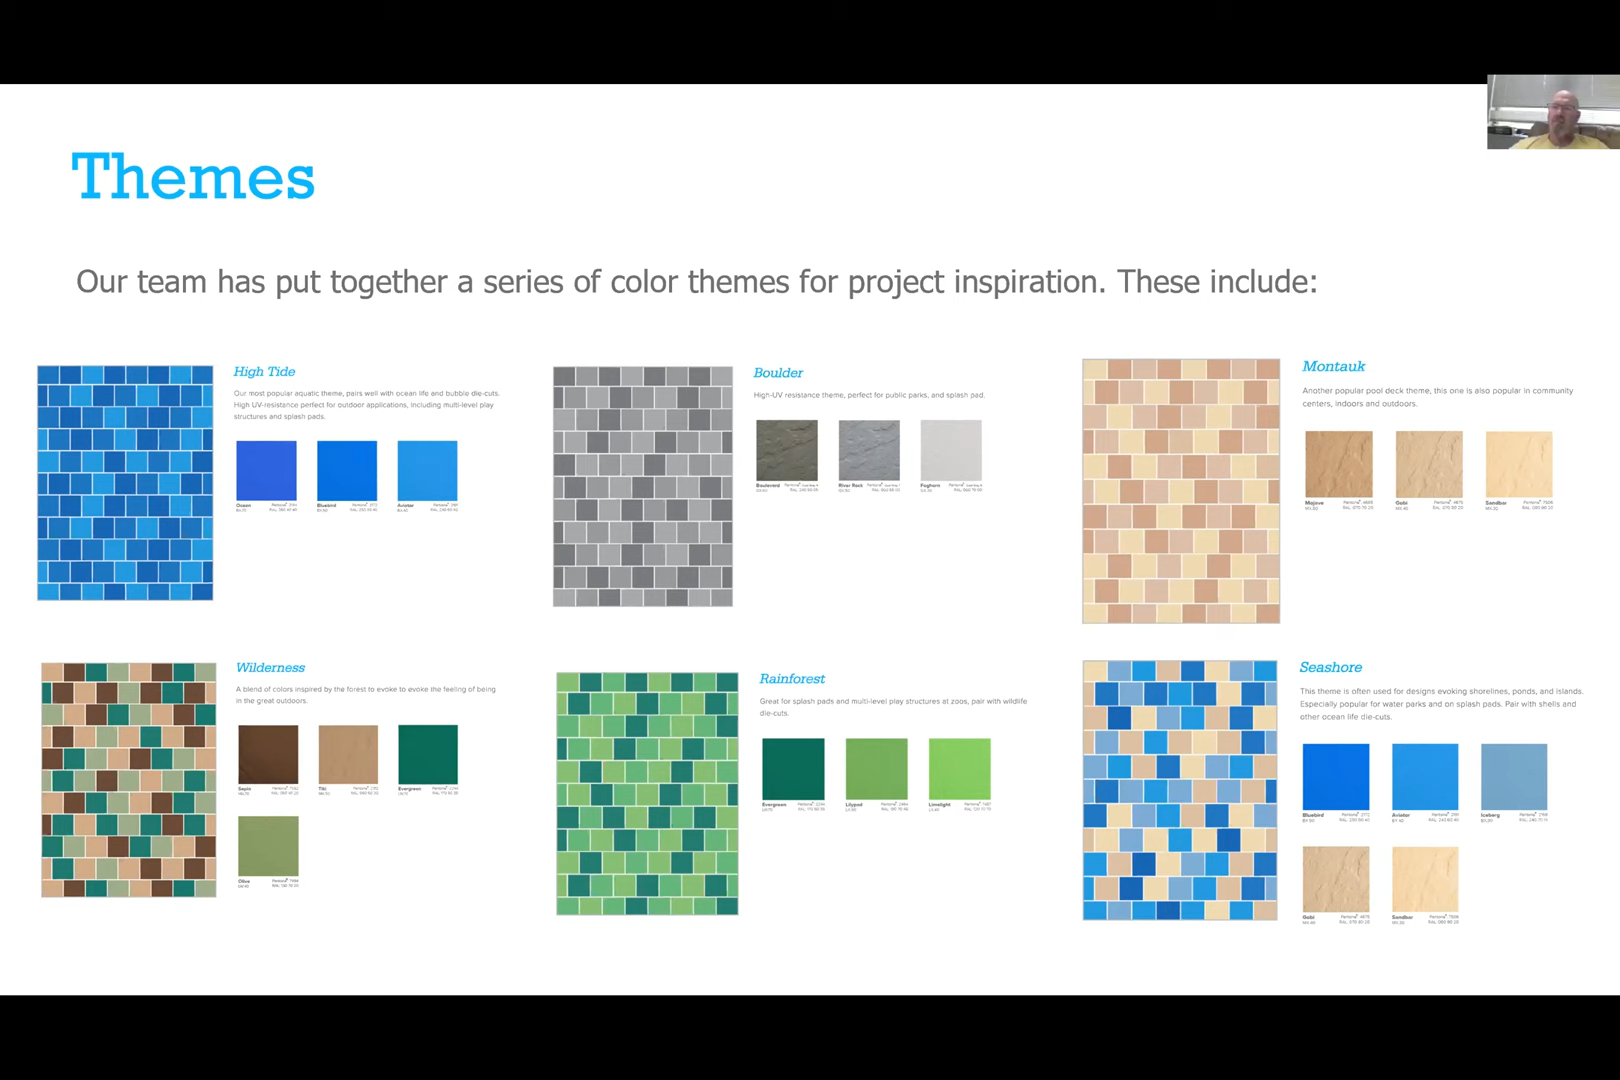 Themes
Our team has put together a series of color themes for project inspiration. These include:
High Tide
Our most popular aquatic theme, pairs well with ocean life and bubble die-cuts.
High UV-resistance perfect for outdoor applications, including multi-level play
structures and splash pads.
Ocean
Bluebird
Aviator
Boulder
High-UV resistance theme, perfect for public parks, and splash pad.
Boulevard
River Rock
Foghorn
Montauk
Another popular pool deck theme, this one is also popular in community
centers, indoors and outdoors.
Mojave
Gobi
Sandbar
Wilderness
A blend of colors inspired by the forest to evoke to evoke the feeling of being
in the great outdoors.
Sepia
Tiki
Evergreen
Olive
Rainforest
Great for splash pads and multi-level play structures at zoos, pair with wildlife
die-cuts.
Evergreen
Lilypad
Limelight
Seashore
This theme is often used for designs evoking shorelines, ponds, and islands.
Especially popular for water parks and on splash pads. Pair with shells and
other ocean life die-cuts.
Bluebird
Aviator
Iceberg
Gobi
Sandbar